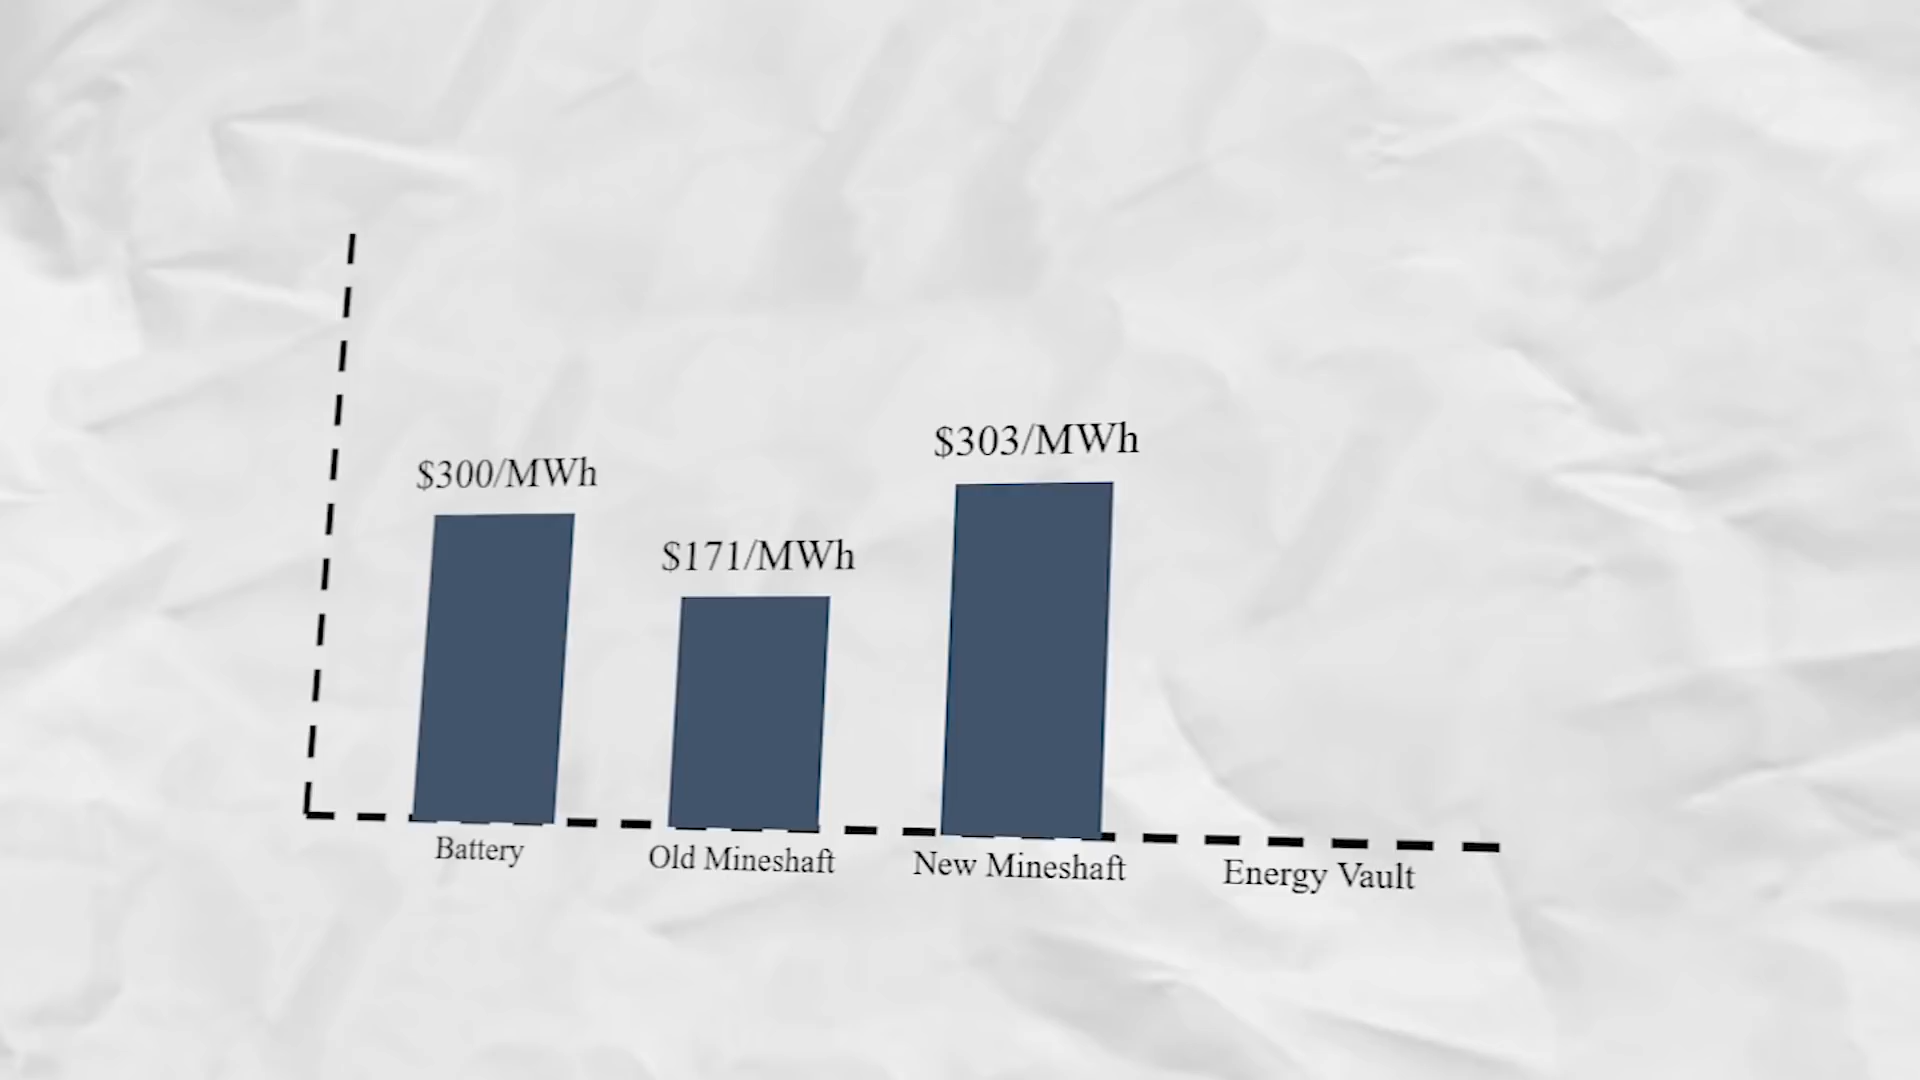 $300/MWh
$171/MWh
$303/MWh
Battery
Old Mineshaft
New Mineshaft
Energy Vault